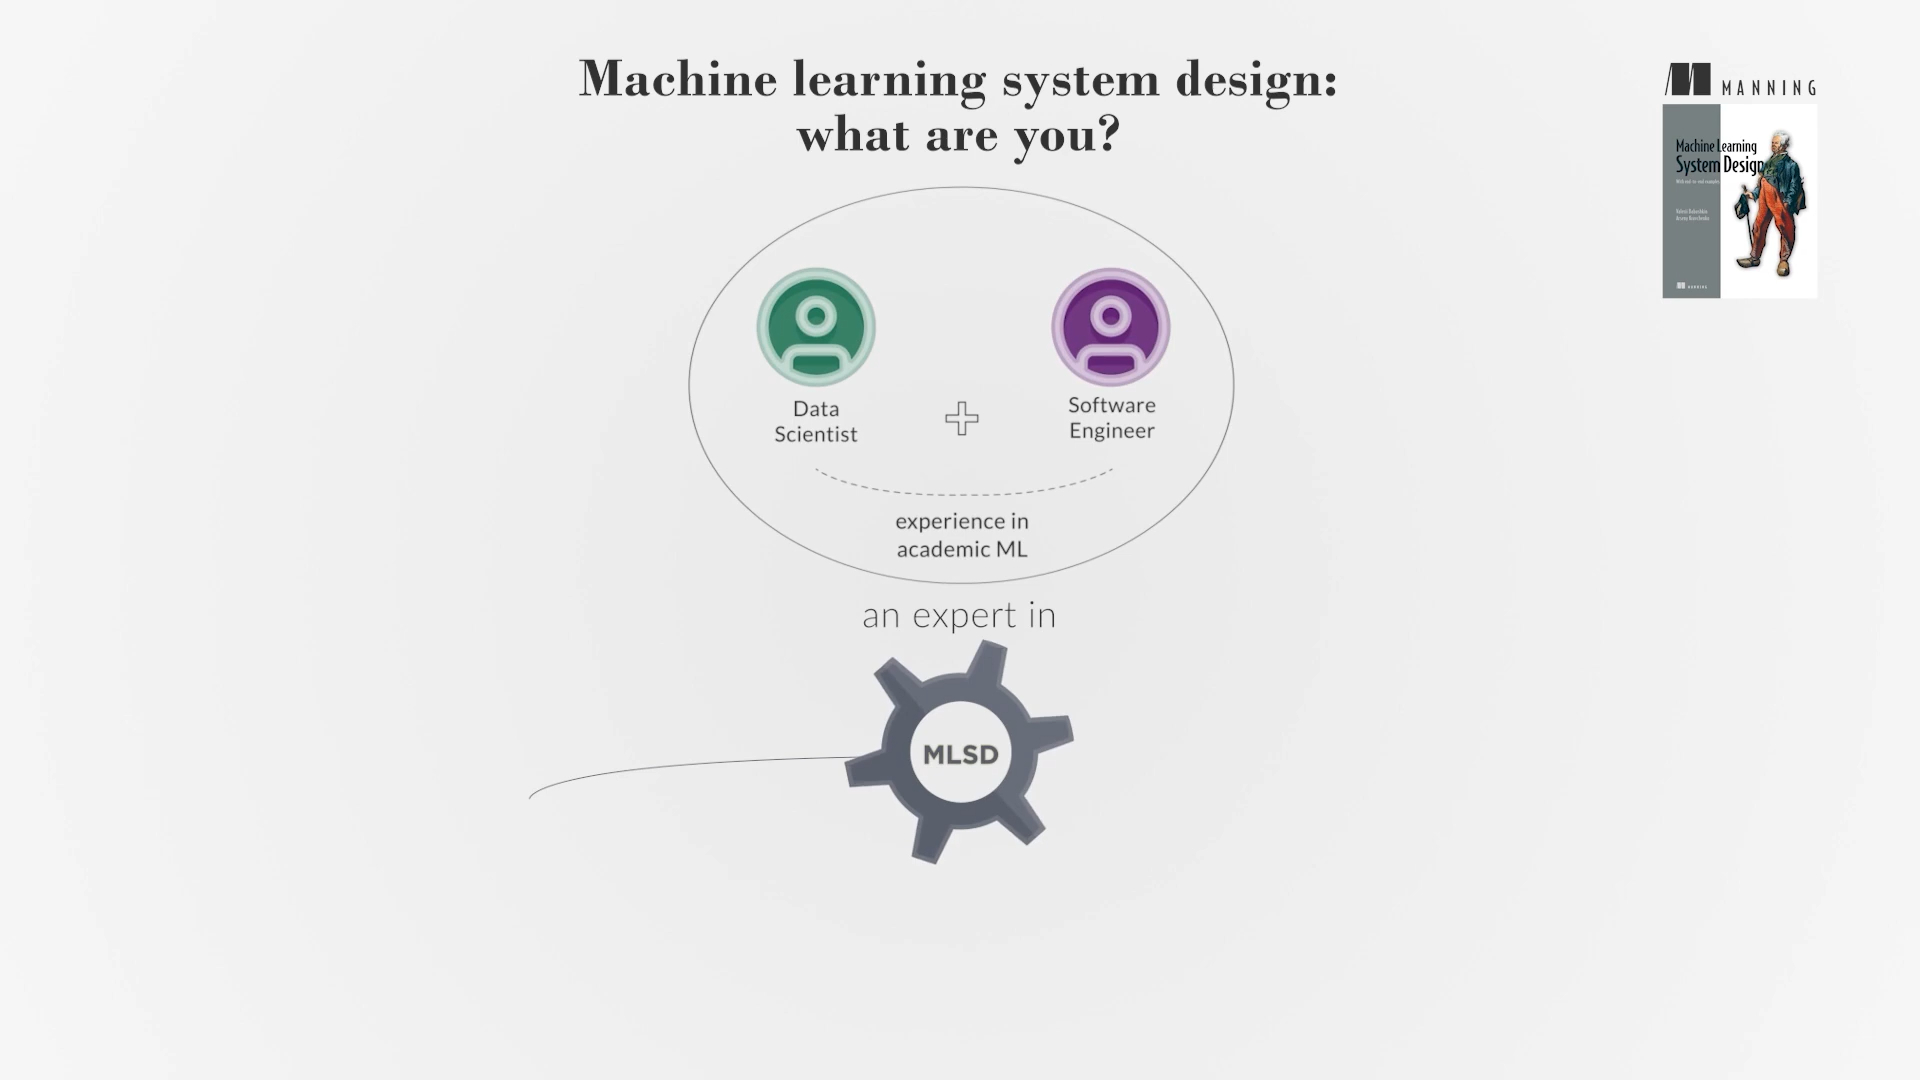 Machine learning system design:
what are you?
MANNING
Machine Learning
System Design
Data
Scientist
Software
Engineer
experience in
academic ML
an expert in
MLSD